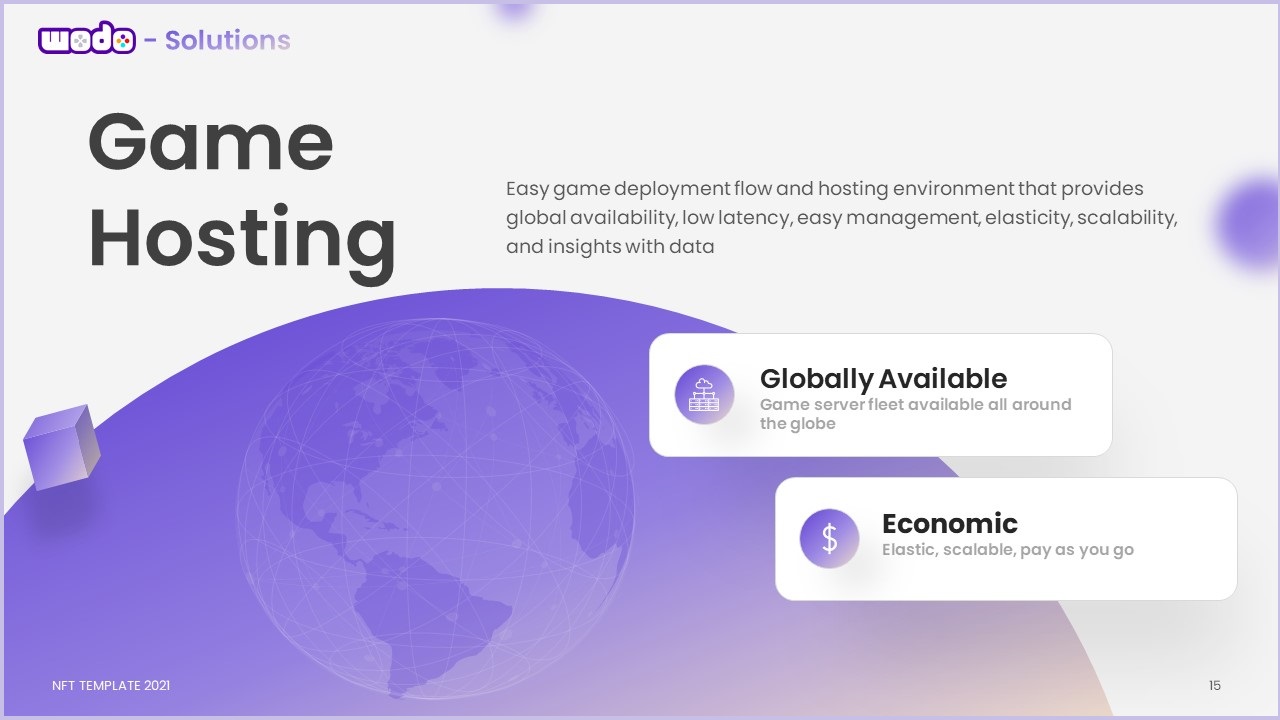 wodo - Solutions
Game
Hosting
Easy game deployment flow and hosting environment that provides
global availability, low latency, easy management, elasticity, scalability,
and insights with data
Globally Available
Game server fleet available all around
the globe
Economic
Elastic, scalable, pay as you go
$
NFT TEMPLATE 2021
15